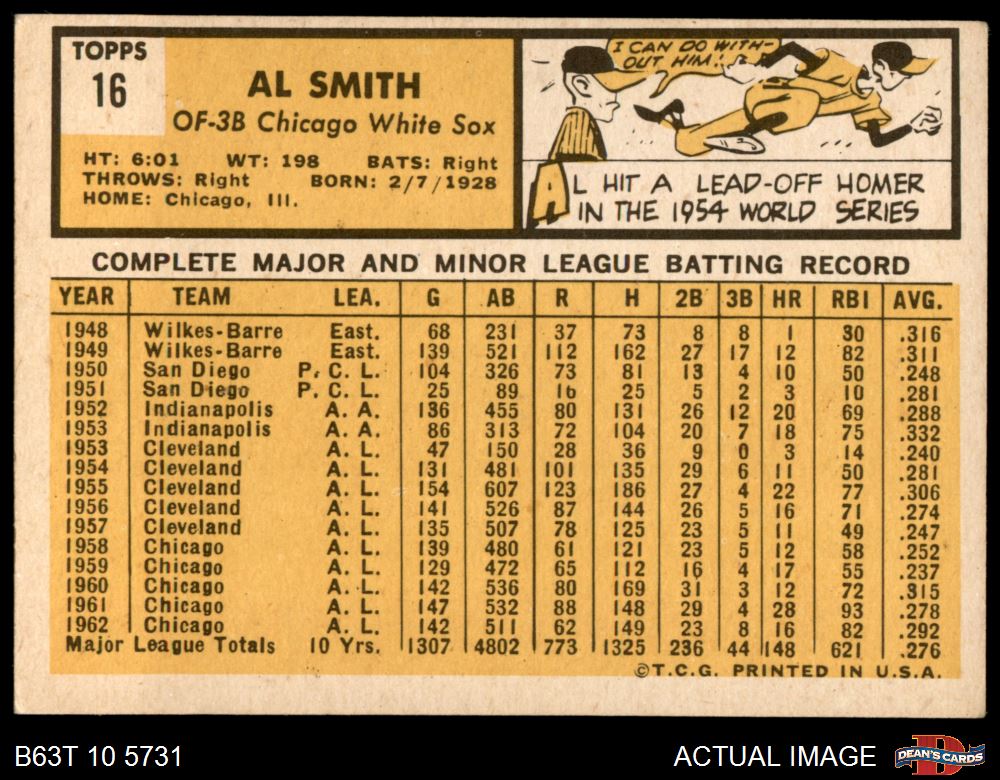 TOPPS
16
AL SMITH
OF-3B Chicago White Sox
HT: 6:01 WT: 198 BATS: Right
THROWS: Right BORN: 2/7/1928
HOME: Chicago, Ill.
I CAN DO WITH-
OUT HIM!
AL HIT A LEAD-OFF HOMER
IN THE 1954 WORLD SERIES
COMPLETE MAJOR AND MINOR LEAGUE BATTING RECORD
YEAR TEAM LEA. G AB R H 2B 3B HR RBI AVG.
1948 Wilkes-Barre East. 68 231 37 73 8 8 1 30 .316
1949 Wilkes-Barre East. 139 521 112 162 27 17 12 82 .311
1950 San Diego P. C. L. 104 326 73 81 13 4 10 50 .248
1951 San Diego P. C. L. 25 89 16 25 5 2 3 10 .281
1952 Indianapolis A. A. 136 455 80 131 26 12 20 69 .288
1953 Indianapolis A. A. 86 313 72 104 20 7 18 75 .332
1953 Cleveland A. L. 47 150 28 36 9 0 3 14 .240
1954 Cleveland A. L. 131 481 101 135 29 6 11 50 .281
1955 Cleveland A. L. 154 607 123 186 27 4 22 77 .306
1956 Cleveland A. L. 141 526 87 144 26 5 16 71 .274
1957 Cleveland A. L. 135 507 78 125 23 5 11 49 .247
1958 Chicago A. L. 139 480 61 121 23 5 12 58 .252
1959 Chicago A. L. 129 472 65 112 16 4 17 55 .237
1960 Chicago A. L. 142 536 80 169 31 3 12 72 .315
1961 Chicago A. L. 147 532 88 148 29 4 28 93 .278
1962 Chicago A. L. 142 511 62 149 23 8 16 82 .292
Major League Totals 10 Yrs. 1307 4802 773 1325 236 44 148 621 .276
©T.C.G. PRINTED IN U.S.A.
B63T 10 5731
ACTUAL IMAGE
DEAN'S CARDS